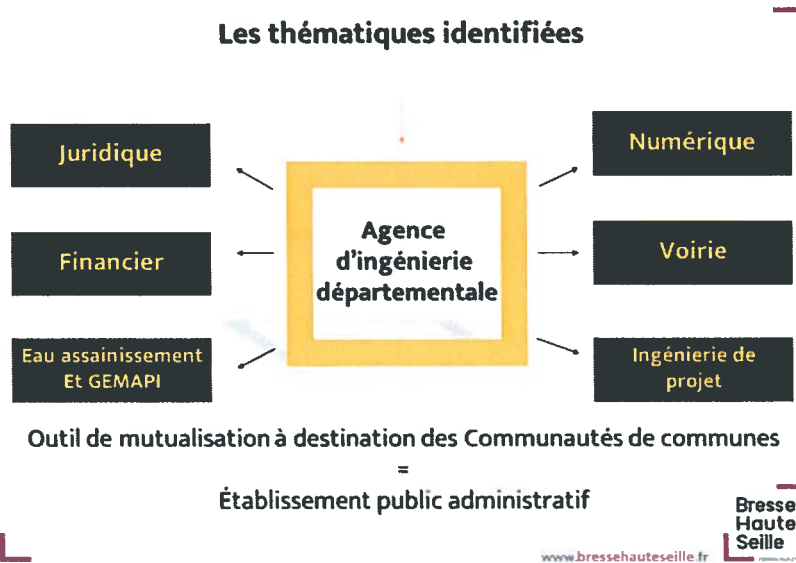 Les thématiques identifiées
Juridique
Financier
Eau assainissement
Et GEMAPI
Agence
d'ingénierie
départementale
Numérique
Voirie
Ingénierie de
projet
Outil de mutualisation à destination des Communautés de communes
=
Établissement public administratif
www.bressehauteseille.fr
Bresse
Haute
Seille